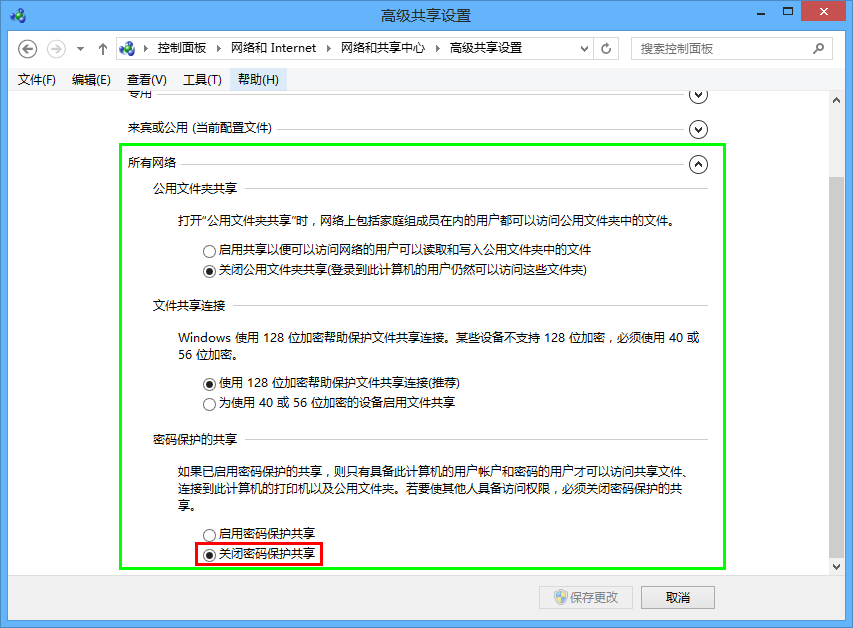 高级共享设置
控制面板 网络和 Internet 网络和共享中心 高级共享设置
搜索控制面板
文件(F) 编辑(E) 查看(V) 工具(T) 帮助(H)
专用
来宾或公用 (当前配置文件)
所有网络
公用文件夹共享
打开“公用文件夹共享”时，网络上包括家庭组成员在内的用户都可以访问公用文件夹中的文件。
启用共享以便可以访问网络的用户可以读取和写入公用文件夹中的文件
关闭公用文件夹共享(登录到此计算机的用户仍然可以访问这些文件夹)
文件共享连接
Windows 使用 128 位加密帮助保护文件共享连接。某些设备不支持 128 位加密，必须使用 40 或
56 位加密。
使用 128 位加密帮助保护文件共享连接(推荐)
为使用 40 或 56 位加密的设备启用文件共享
密码保护的共享
如果已启用密码保护的共享，则只有具备此计算机的用户帐户和密码的用户才可以访问共享文件、
连接到此计算机的打印机以及公用文件夹。若要使其他人具备访问权限，必须关闭密码保护的共
享。
启用密码保护共享
关闭密码保护共享
保存更改 取消